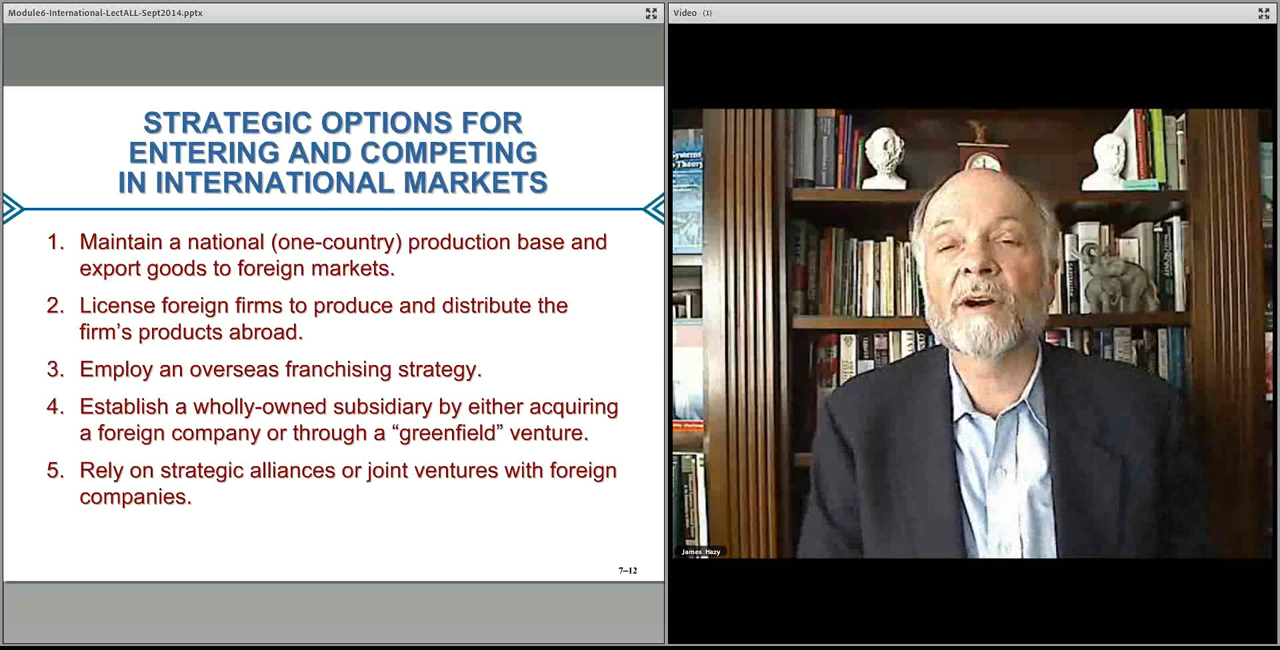 Module6-International-LectALL-Sept2014.pptx
Video (1)
STRATEGIC OPTIONS FOR
ENTERING AND COMPETING
IN INTERNATIONAL MARKETS
1. Maintain a national (one-country) production base and
export goods to foreign markets.
2. License foreign firms to produce and distribute the
firm’s products abroad.
3. Employ an overseas franchising strategy.
4. Establish a wholly-owned subsidiary by either acquiring
a foreign company or through a “greenfield” venture.
5. Rely on strategic alliances or joint ventures with foreign
companies.
7–12
Systems
Theory
James Hazy